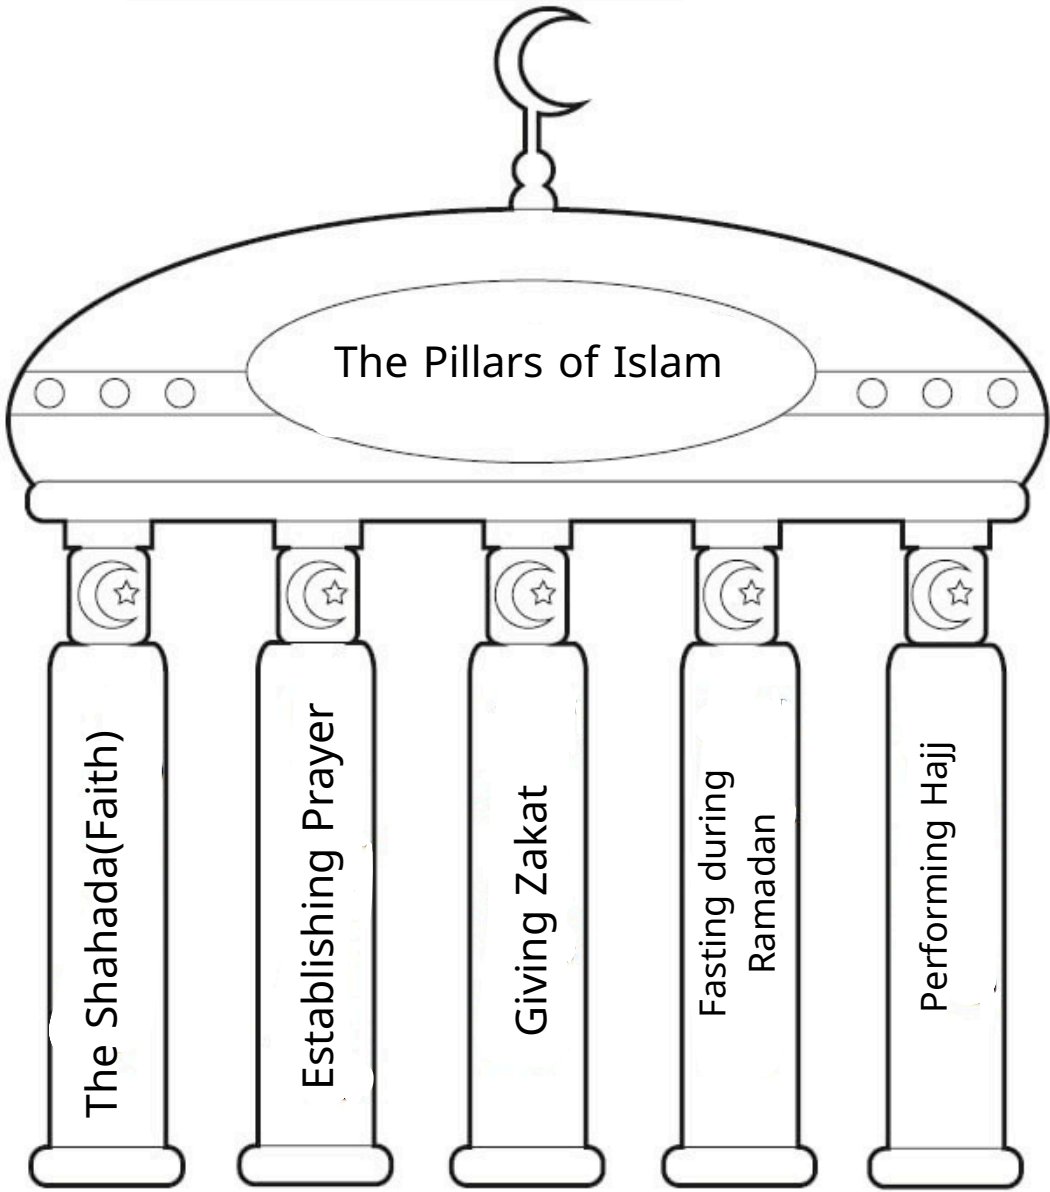 The Pillars of Islam
The Shahada(Faith)
Establishing Prayer
Giving Zakat
Fasting during
Ramadan
Performing Hajj